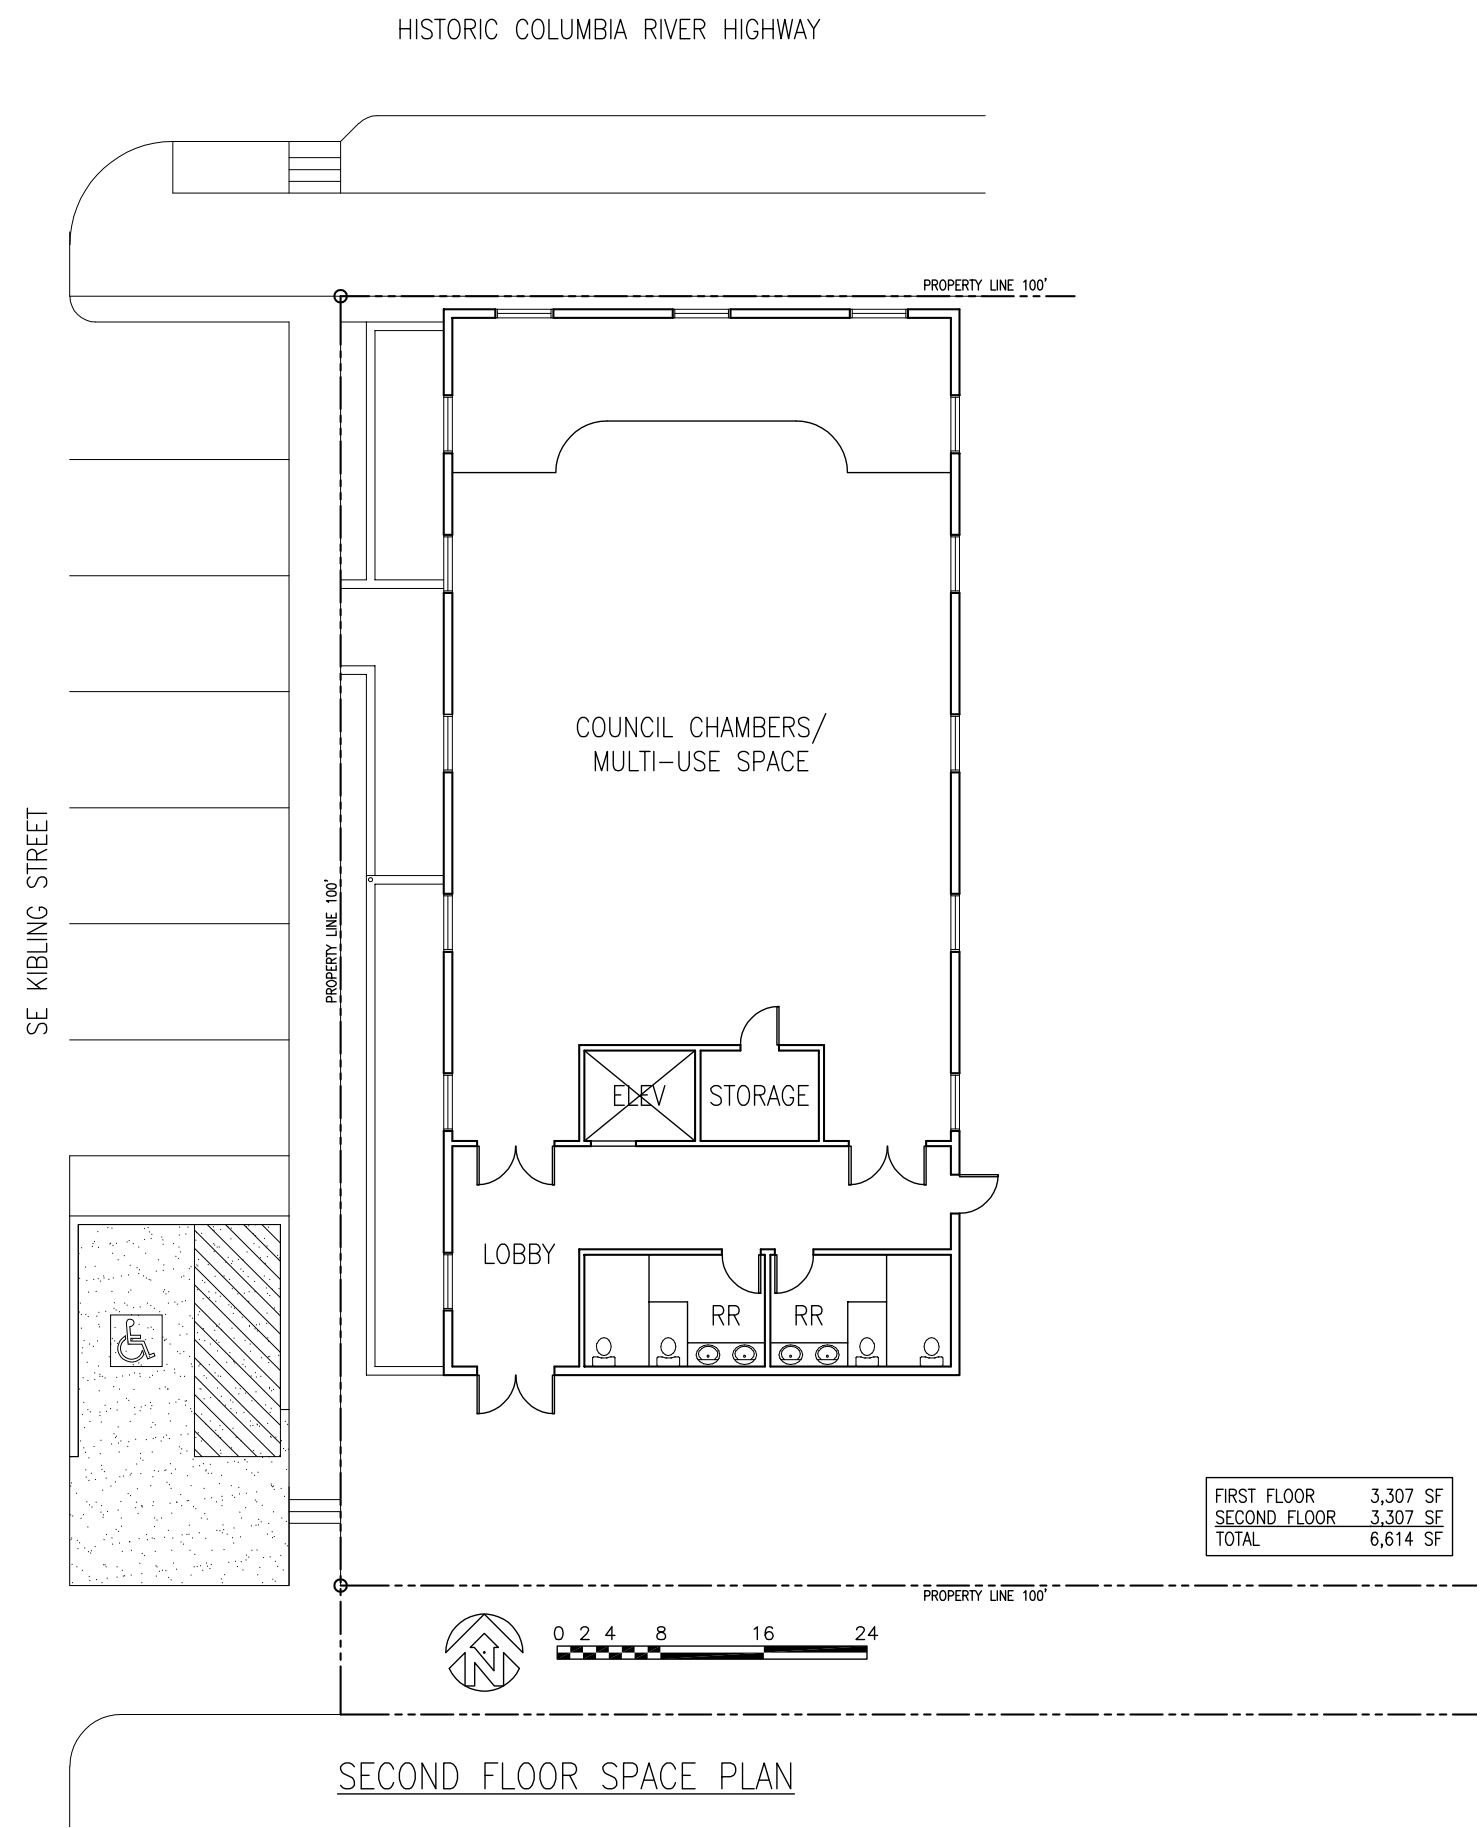 HISTORIC COLUMBIA RIVER HIGHWAY
PROPERTY LINE 100'
COUNCIL CHAMBERS/
MULTI-USE SPACE
SE KIBLING STREET
PROPERTY LINE 100'
ELEV
STORAGE
LOBBY
RR
RR
FIRST FLOOR 3,307 SF
SECOND FLOOR 3,307 SF
TOTAL 6,614 SF
PROPERTY LINE 100'
N
0 2 4 8 16 24
SECOND FLOOR SPACE PLAN